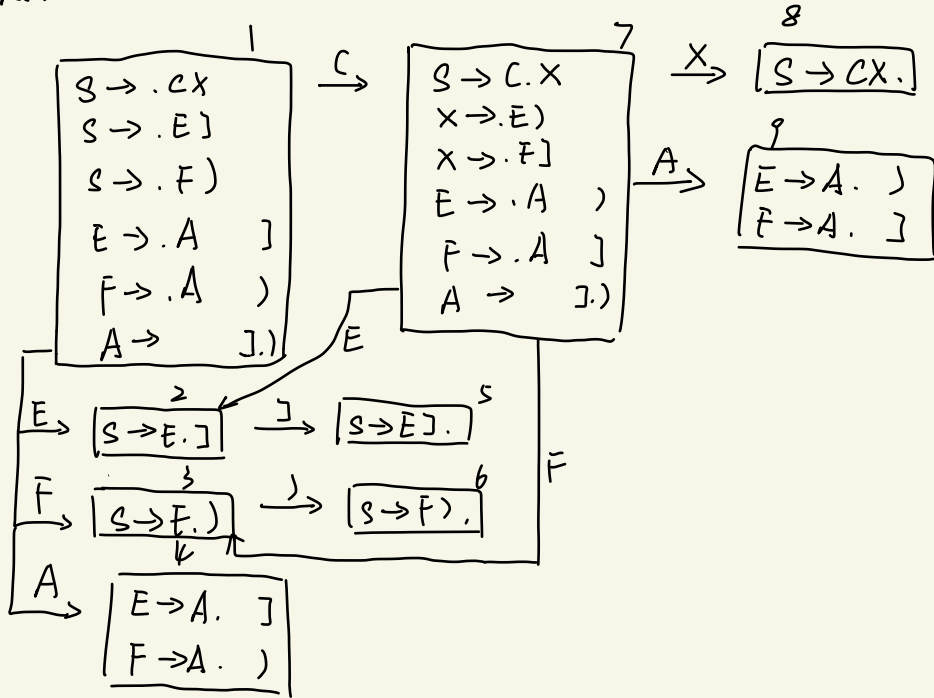 1
S → .CX
S → .E]
S → .F)
E → .A ]
F → .A )
A → ].)
C
7
S → C.X
X → .E)
X → .F]
E → .A )
F → .A ]
A → ].)
X
8
S → CX.
A
9
E → A. )
F → A. ]
E
E
2
S → E.]
]
5
S → E].
F
3
S → F.)
)
6
S → F).
F
A
4
E → A. ]
F → A. )